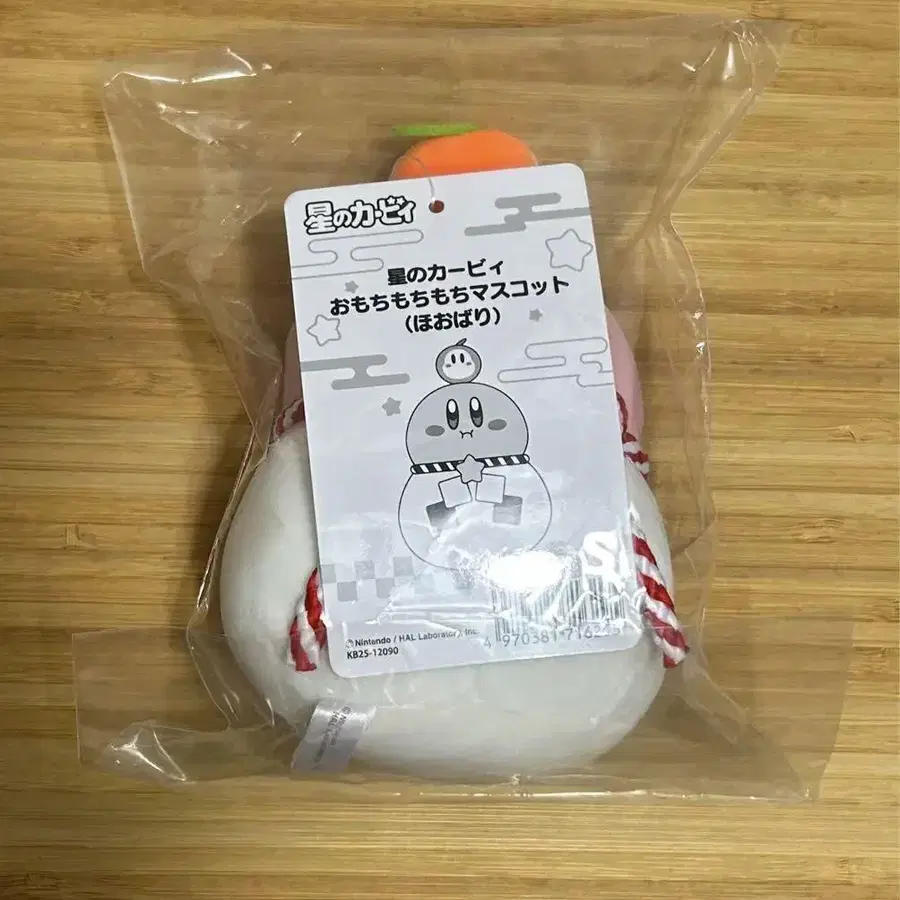 星のカービィ
星のカービィ
おもちもちもちマスコット
(ほおばり)
©Nintendo / HAL Laboratory, Inc.
KB25-12090